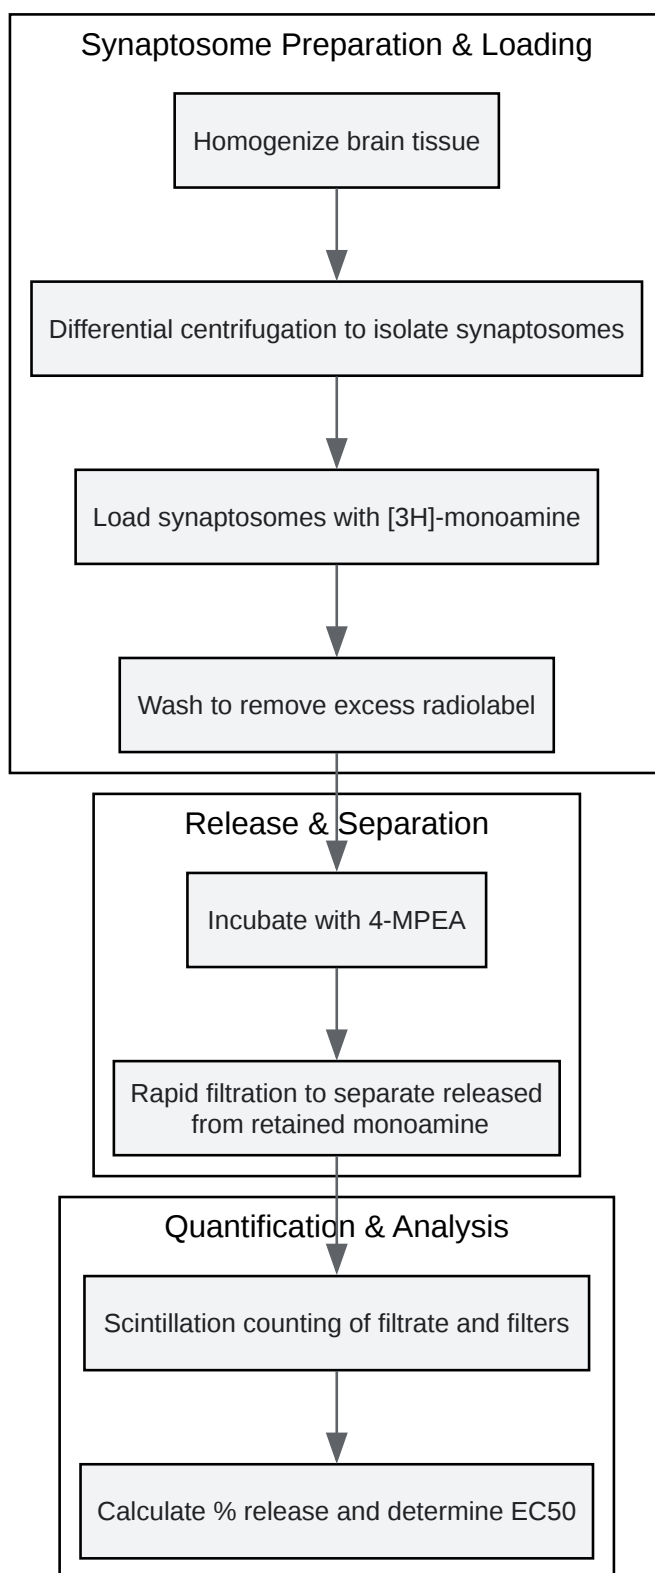 Synaptosome Preparation & Loading
Homogenize brain tissue
Differential centrifugation to isolate synaptosomes
Load synaptosomes with [3H]-monoamine
Wash to remove excess radiolabel
Release & Separation
Incubate with 4-MPEA
Rapid filtration to separate released
from retained monoamine
Quantification & Analysis
Scintillation counting of filtrate and filters
Calculate % release and determine EC50